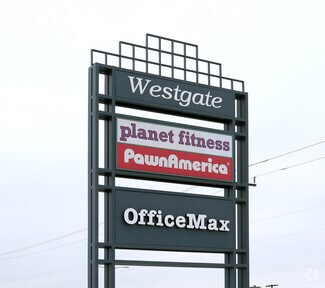 Westgate
planet fitness
PawnAmerica
OfficeMax